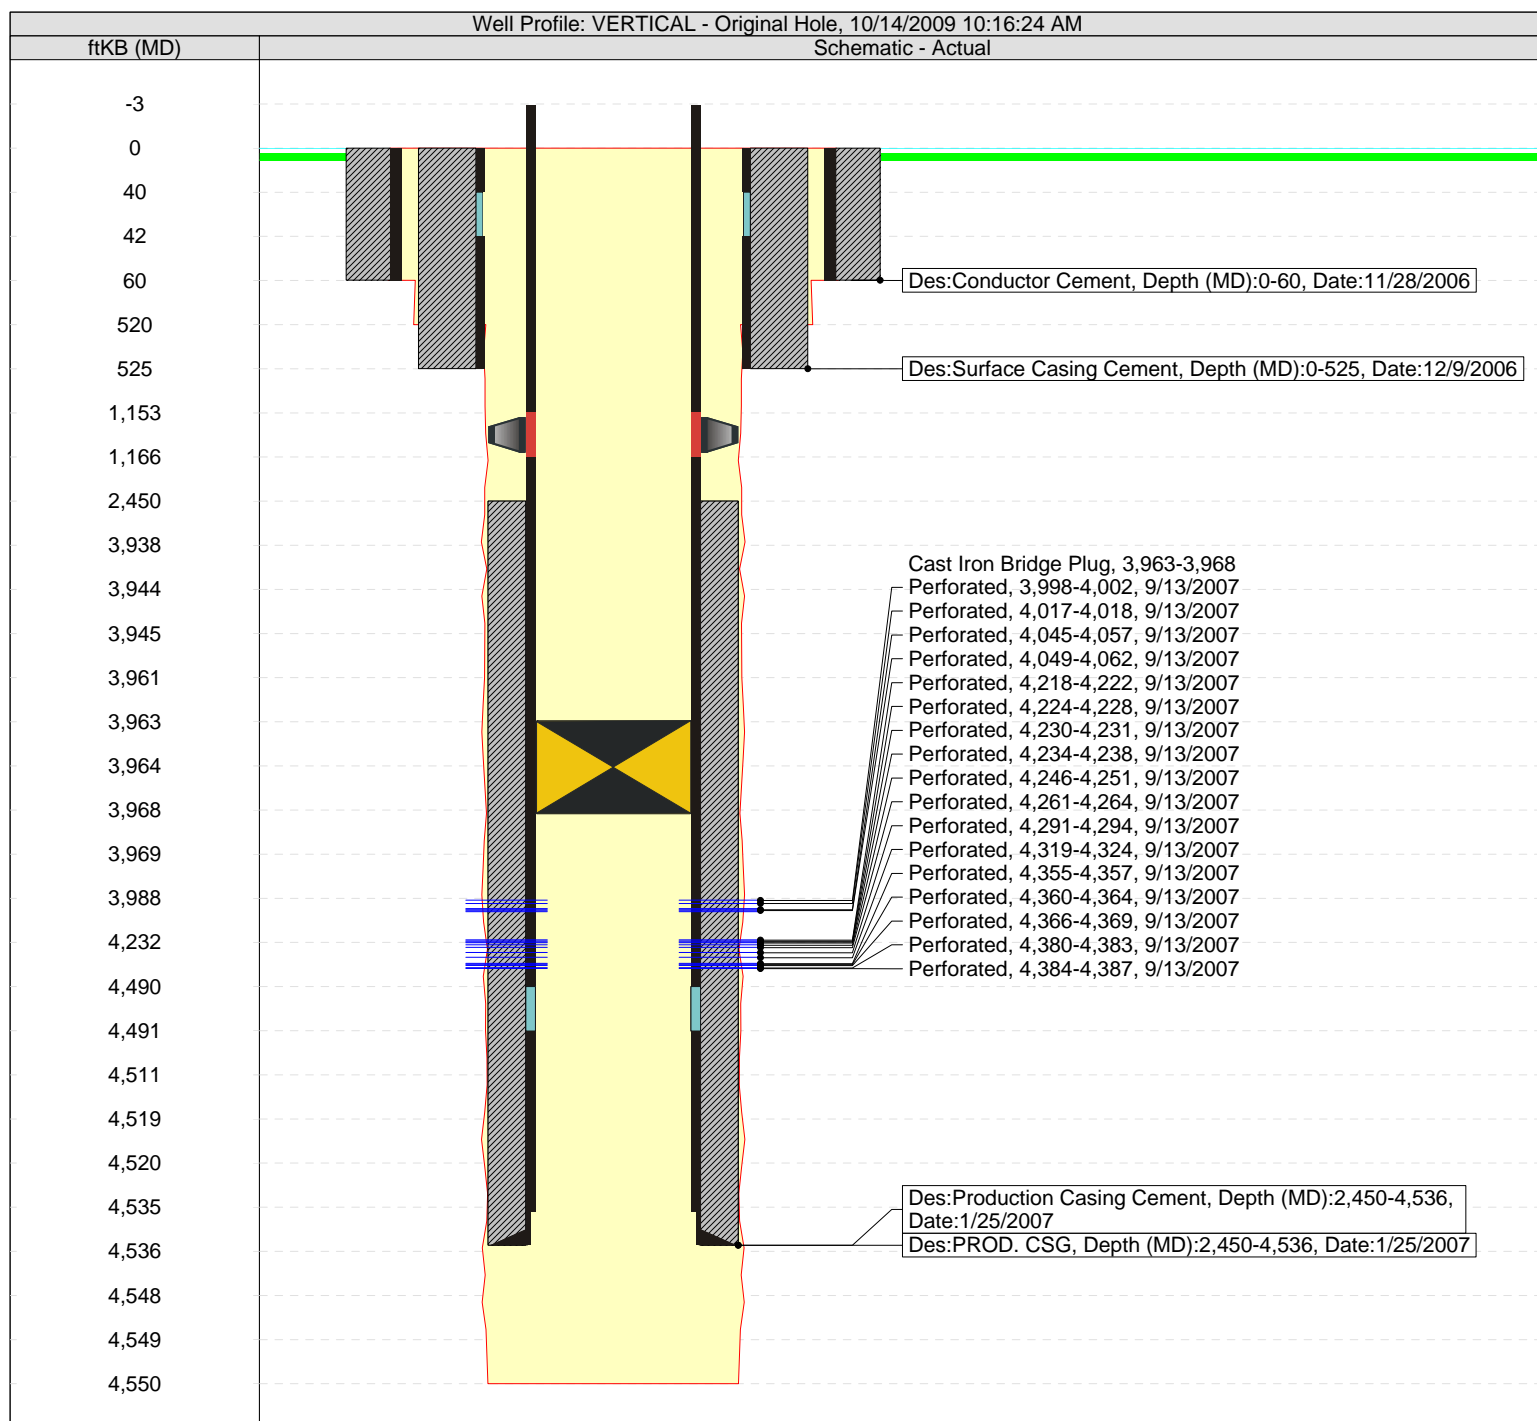 Well Profile: VERTICAL - Original Hole, 10/14/2009 10:16:24 AM
ftKB (MD)
Schematic - Actual
-3
0
40
42
60
520
525
1,153
1,166
2,450
3,938
3,944
3,945
3,961
3,963
3,964
3,968
3,969
3,988
4,232
4,490
4,491
4,511
4,519
4,520
4,535
4,536
4,548
4,549
4,550
Des:Conductor Cement, Depth (MD):0-60, Date:11/28/2006
Des:Surface Casing Cement, Depth (MD):0-525, Date:12/9/2006
Cast Iron Bridge Plug, 3,963-3,968
Perforated, 3,998-4,002, 9/13/2007
Perforated, 4,017-4,018, 9/13/2007
Perforated, 4,045-4,057, 9/13/2007
Perforated, 4,049-4,062, 9/13/2007
Perforated, 4,218-4,222, 9/13/2007
Perforated, 4,224-4,228, 9/13/2007
Perforated, 4,230-4,231, 9/13/2007
Perforated, 4,234-4,238, 9/13/2007
Perforated, 4,246-4,251, 9/13/2007
Perforated, 4,261-4,264, 9/13/2007
Perforated, 4,291-4,294, 9/13/2007
Perforated, 4,319-4,324, 9/13/2007
Perforated, 4,355-4,357, 9/13/2007
Perforated, 4,360-4,364, 9/13/2007
Perforated, 4,366-4,369, 9/13/2007
Perforated, 4,380-4,383, 9/13/2007
Perforated, 4,384-4,387, 9/13/2007
Des:Production Casing Cement, Depth (MD):2,450-4,536,
Date:1/25/2007
Des:PROD. CSG, Depth (MD):2,450-4,536, Date:1/25/2007